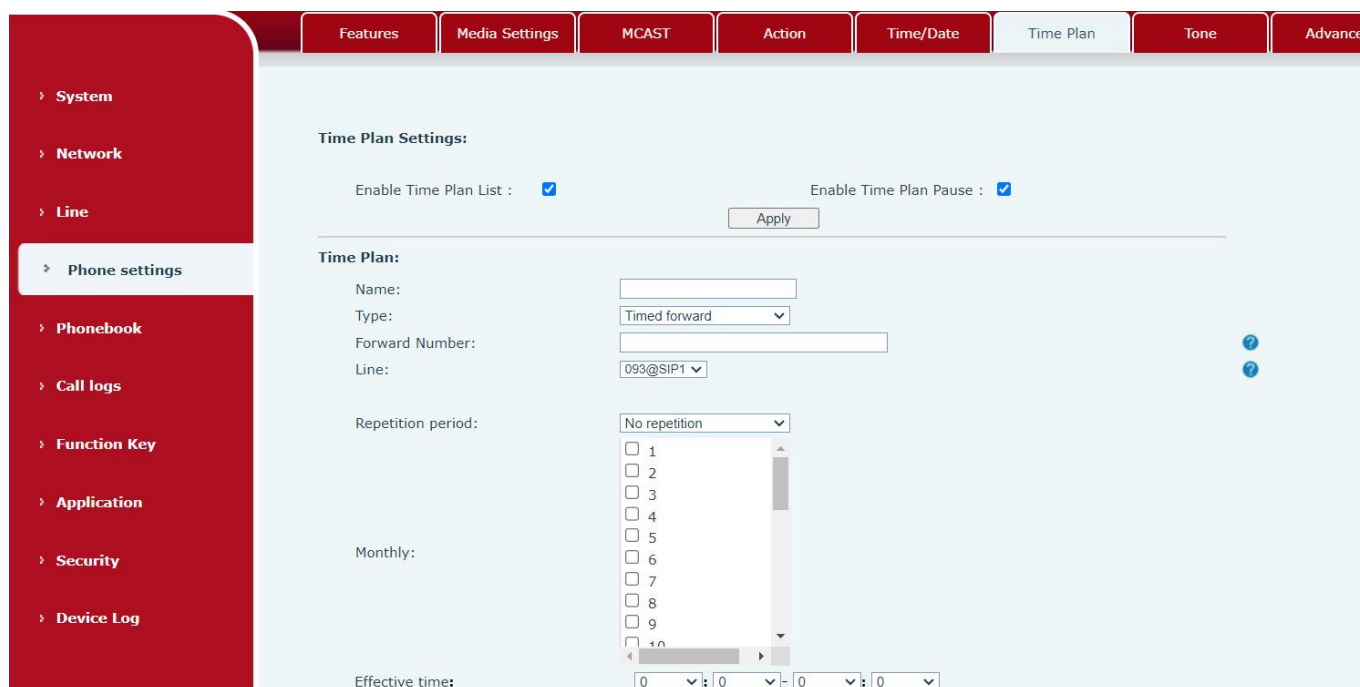 Features Media Settings MCAST Action Time/Date Time Plan Tone Advance
System
Network
Line
Phone settings
Phonebook
Call logs
Function Key
Application
Security
Device Log
Time Plan Settings:
Enable Time Plan List : Enable Time Plan Pause :
Apply
Time Plan:
Name:
Type: Timed forward
Forward Number: ?
Line: 093@SIP1 ?
Repetition period: No repetition
Monthly:
1
2
3
4
5
6
7
8
9
10
Effective time: 0 : 0 - 0 : 0